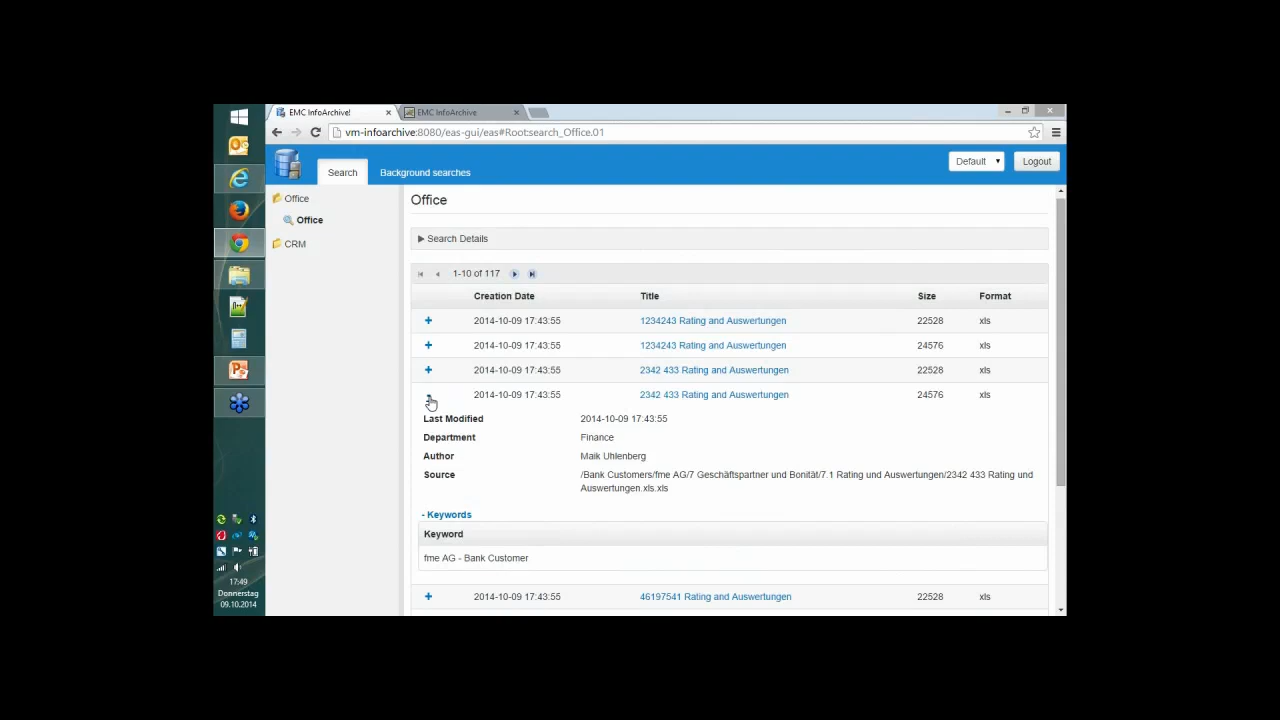 EMC InfoArchive!
EMC InfoArchive
vm-infoarchive:8080/eas-gui/eas#Root:search_Office.01
Search
Background searches
Default
Logout
Office
Office
CRM
Office
Search Details
1-10 of 117
Creation Date Title Size Format
2014-10-09 17:43:55 1234243 Rating and Auswertungen 22528 xls
2014-10-09 17:43:55 1234243 Rating and Auswertungen 24576 xls
2014-10-09 17:43:55 2342 433 Rating and Auswertungen 22528 xls
2014-10-09 17:43:55 2342 433 Rating and Auswertungen 24576 xls
Last Modified 2014-10-09 17:43:55
Department Finance
Author Maik Uhlenberg
Source /Bank Customers/fme AG/7 Geschäftspartner und Bonität/7.1 Rating und Auswertungen/2342 433 Rating und
Auswertungen.xls.xls
- Keywords
Keyword
fme AG - Bank Customer
2014-10-09 17:43:55 46197541 Rating and Auswertungen 22528 xls
17:49
Donnerstag
09.10.2014